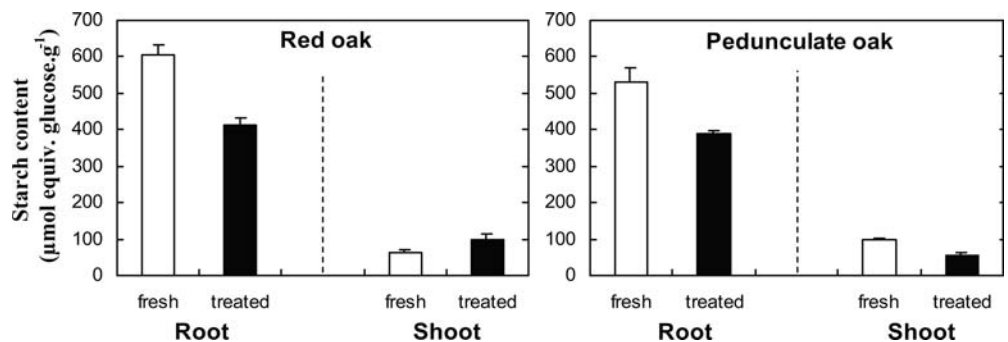 Starch content
(µmol equiv. glucose.g-1)
700
600
500
400
300
200
100
0
Red oak
fresh treated fresh treated
Root Shoot
700
600
500
400
300
200
100
0
Pedunculate oak
fresh treated fresh treated
Root Shoot